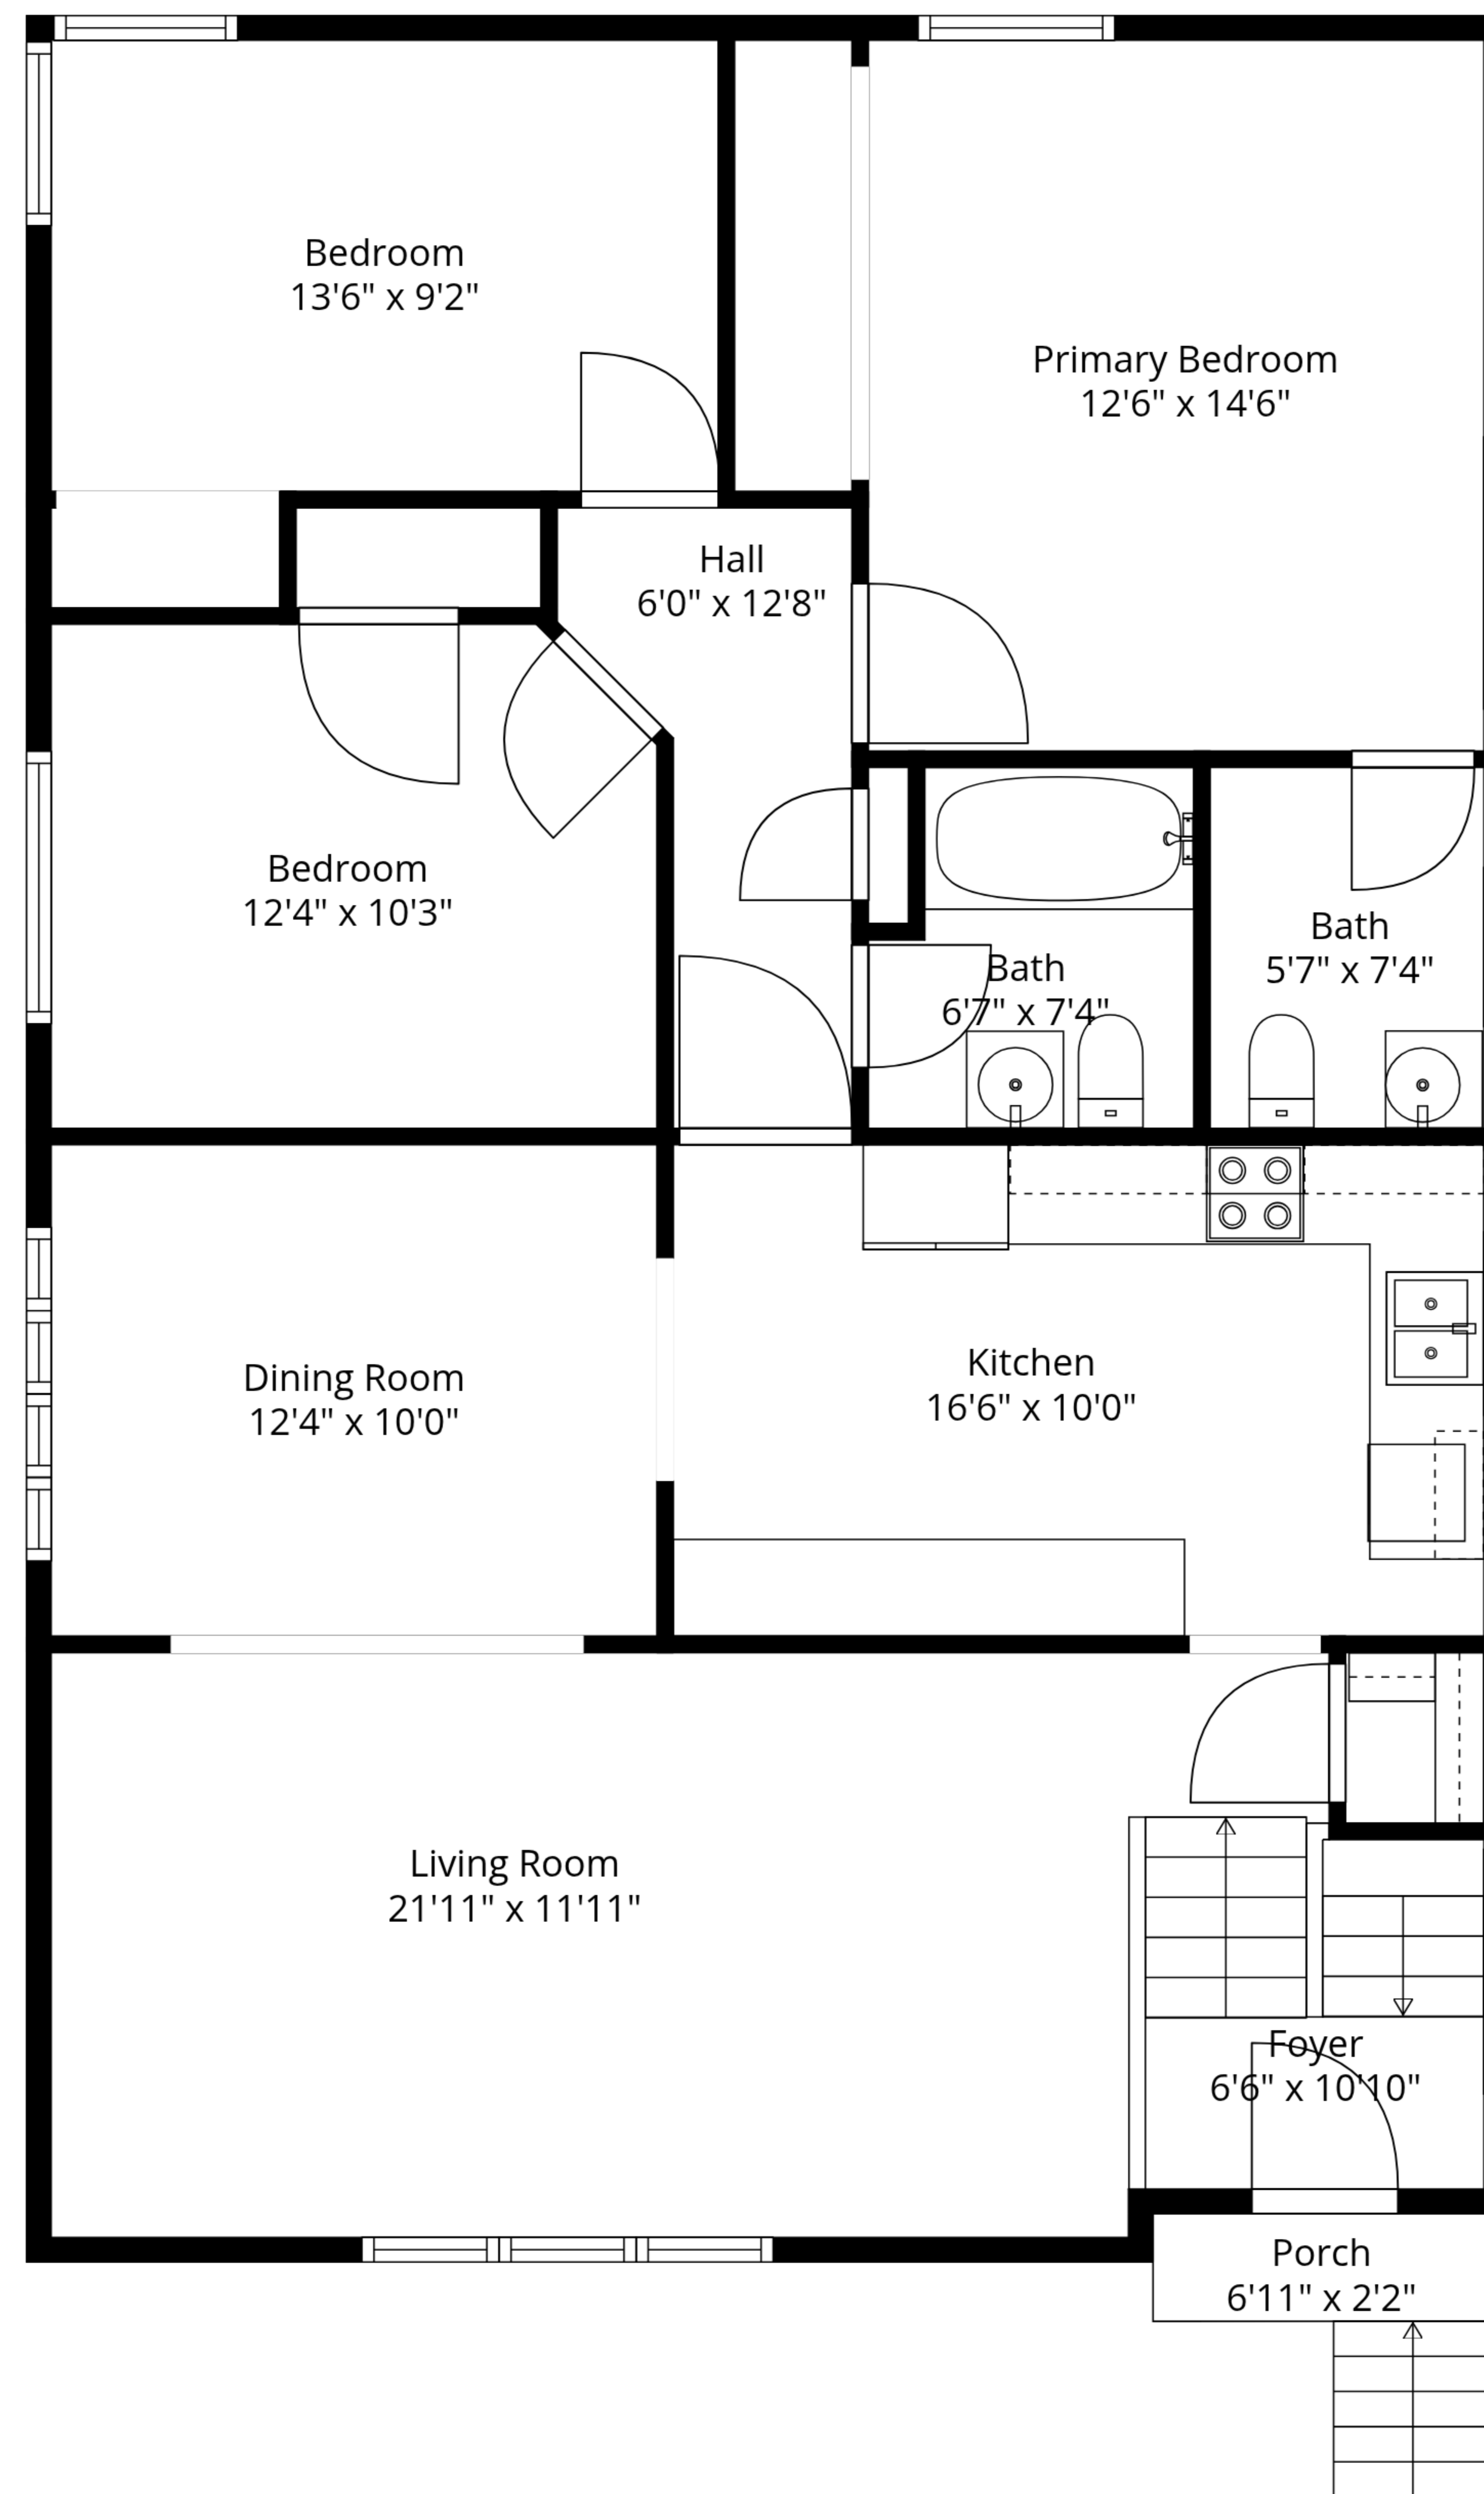 Bedroom
13'6" x 9'2"
Primary Bedroom
12'6" x 14'6"
Hall
6'0" x 12'8"
Bedroom
12'4" x 10'3"
Bath
6'7" x 7'4"
Bath
5'7" x 7'4"
Dining Room
12'4" x 10'0"
Kitchen
16'6" x 10'0"
Living Room
21'11" x 11'11"
Foyer
6'6" x 10'10"
Porch
6'11" x 2'2"